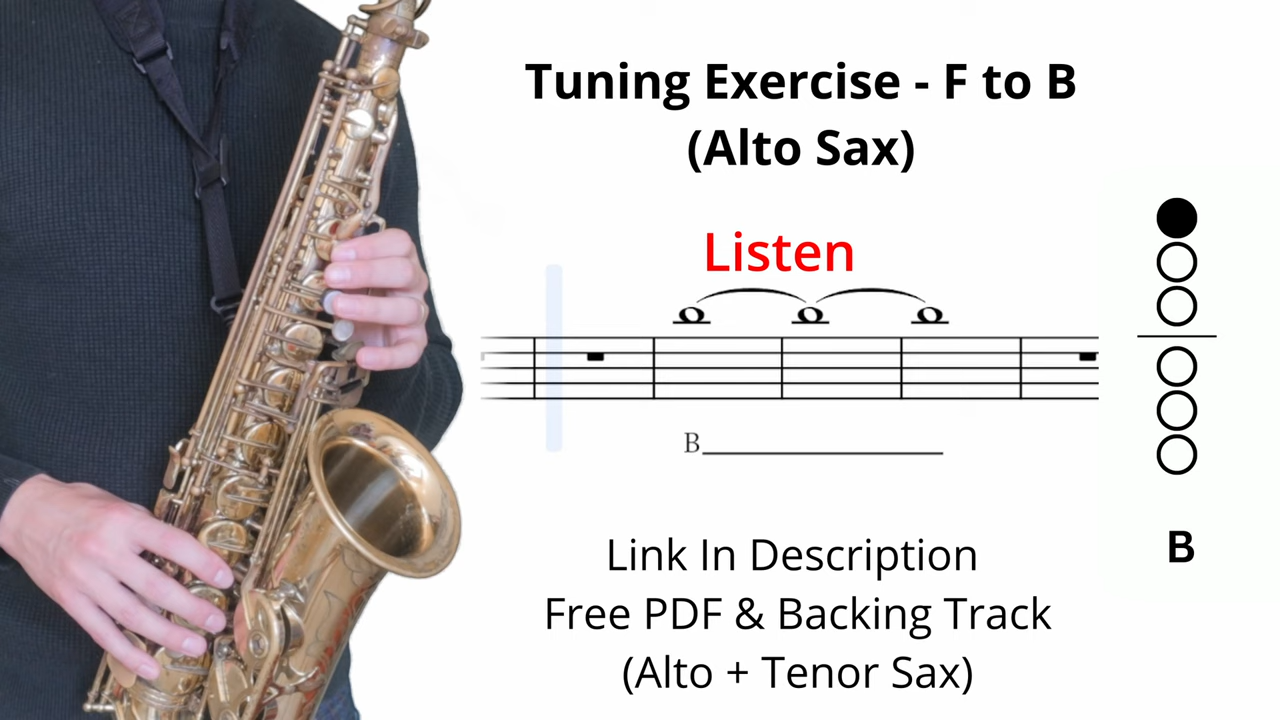 Tuning Exercise - F to B
(Alto Sax)
Listen
B
B
Link In Description
Free PDF & Backing Track
(Alto + Tenor Sax)